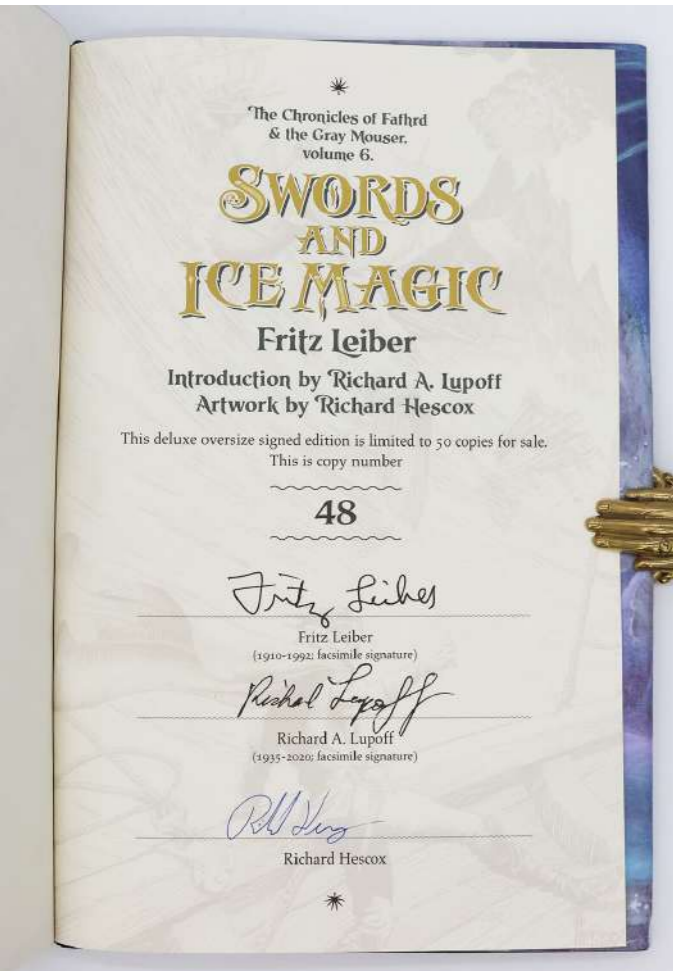 The Chronicles of Fafhrd
& the Gray Mouser.
volume 6.
SWORDS
AND
ICE MAGIC
Fritz Leiber
Introduction by Richard A. Lupoff
Artwork by Richard Hescox
This deluxe oversize signed edition is limited to 50 copies for sale.
This is copy number
48
Fritz Leiber
Fritz Leiber
(1910-1992; facsimile signature)
Richard Lupoff
Richard A. Lupoff
(1935-2020; facsimile signature)
Richard Hescox